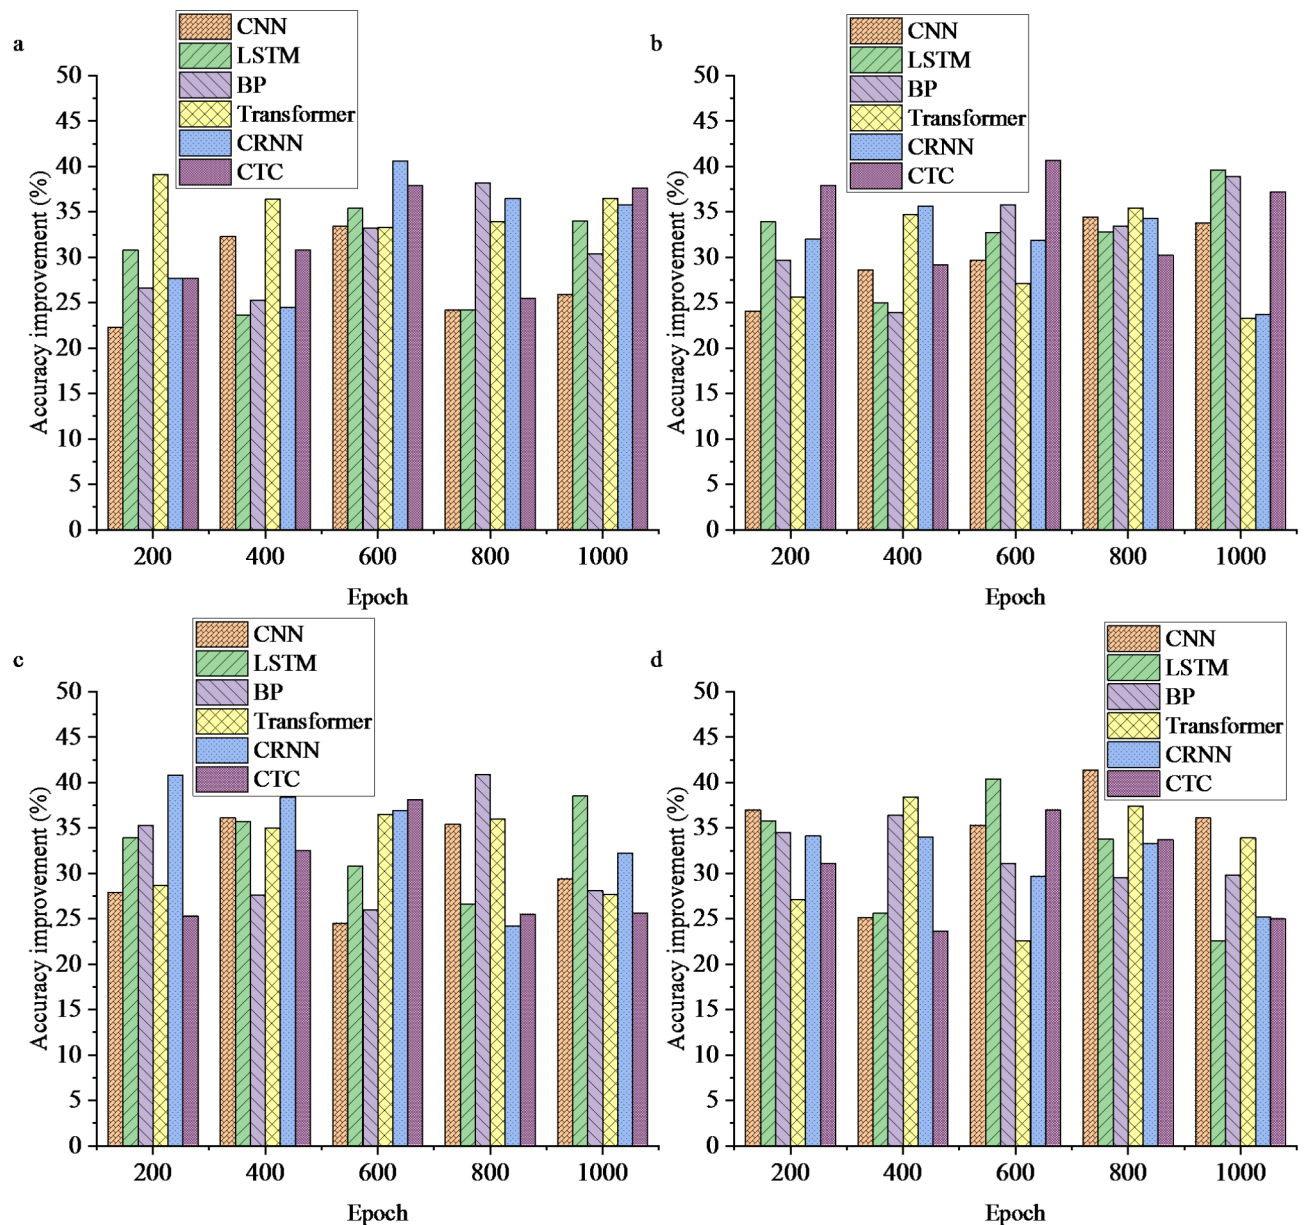 a
CNN
LSTM
BP
Transformer
CRNN
CTC
Accuracy improvement (%)
50
45
40
35
30
25
20
15
10
5
0
200 400 600 800 1000
Epoch
b
CNN
LSTM
BP
Transformer
CRNN
CTC
Accuracy improvement (%)
50
45
40
35
30
25
20
15
10
5
0
200 400 600 800 1000
Epoch
c
CNN
LSTM
BP
Transformer
CRNN
CTC
Accuracy improvement (%)
50
45
40
35
30
25
20
15
10
5
0
200 400 600 800 1000
Epoch
d
CNN
LSTM
BP
Transformer
CRNN
CTC
Accuracy improvement (%)
50
45
40
35
30
25
20
15
10
5
0
200 400 600 800 1000
Epoch